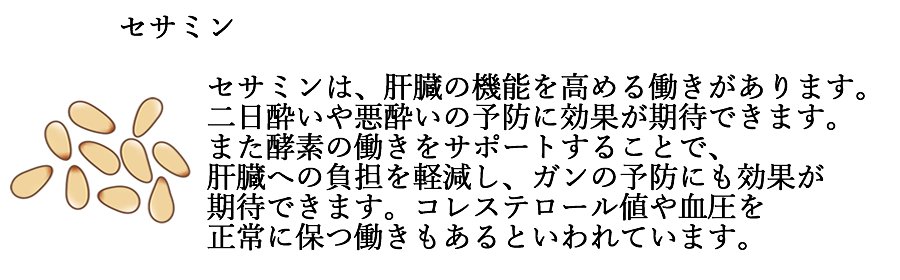 セサミン
セサミンは、肝臓の機能を高める働きがあります。
二日酔いや悪酔いの予防に効果が期待できます。
また酵素の働きをサポートすることで、
肝臓への負担を軽減し、ガンの予防にも効果が
期待できます。コレステロール値や血圧を
正常に保つ働きもあるといわれています。